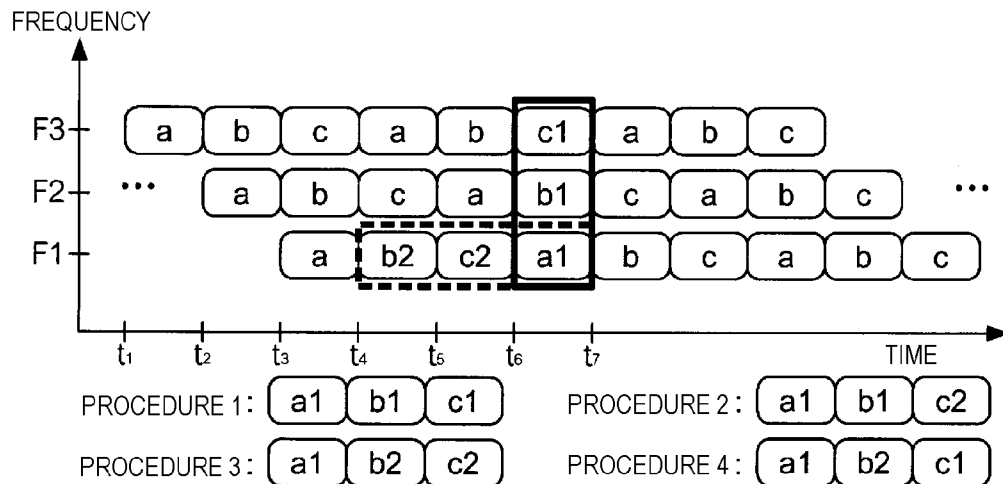 FREQUENCY
F3 a b c a b c1 a b c
... F2 a b c a b1 c a b c ...
F1 a b2 c2 a1 b c a b c
t1 t2 t3 t4 t5 t6 t7 TIME
PROCEDURE 1: a1 b1 c1 PROCEDURE 2: a1 b1 c2
PROCEDURE 3: a1 b2 c2 PROCEDURE 4: a1 b2 c1